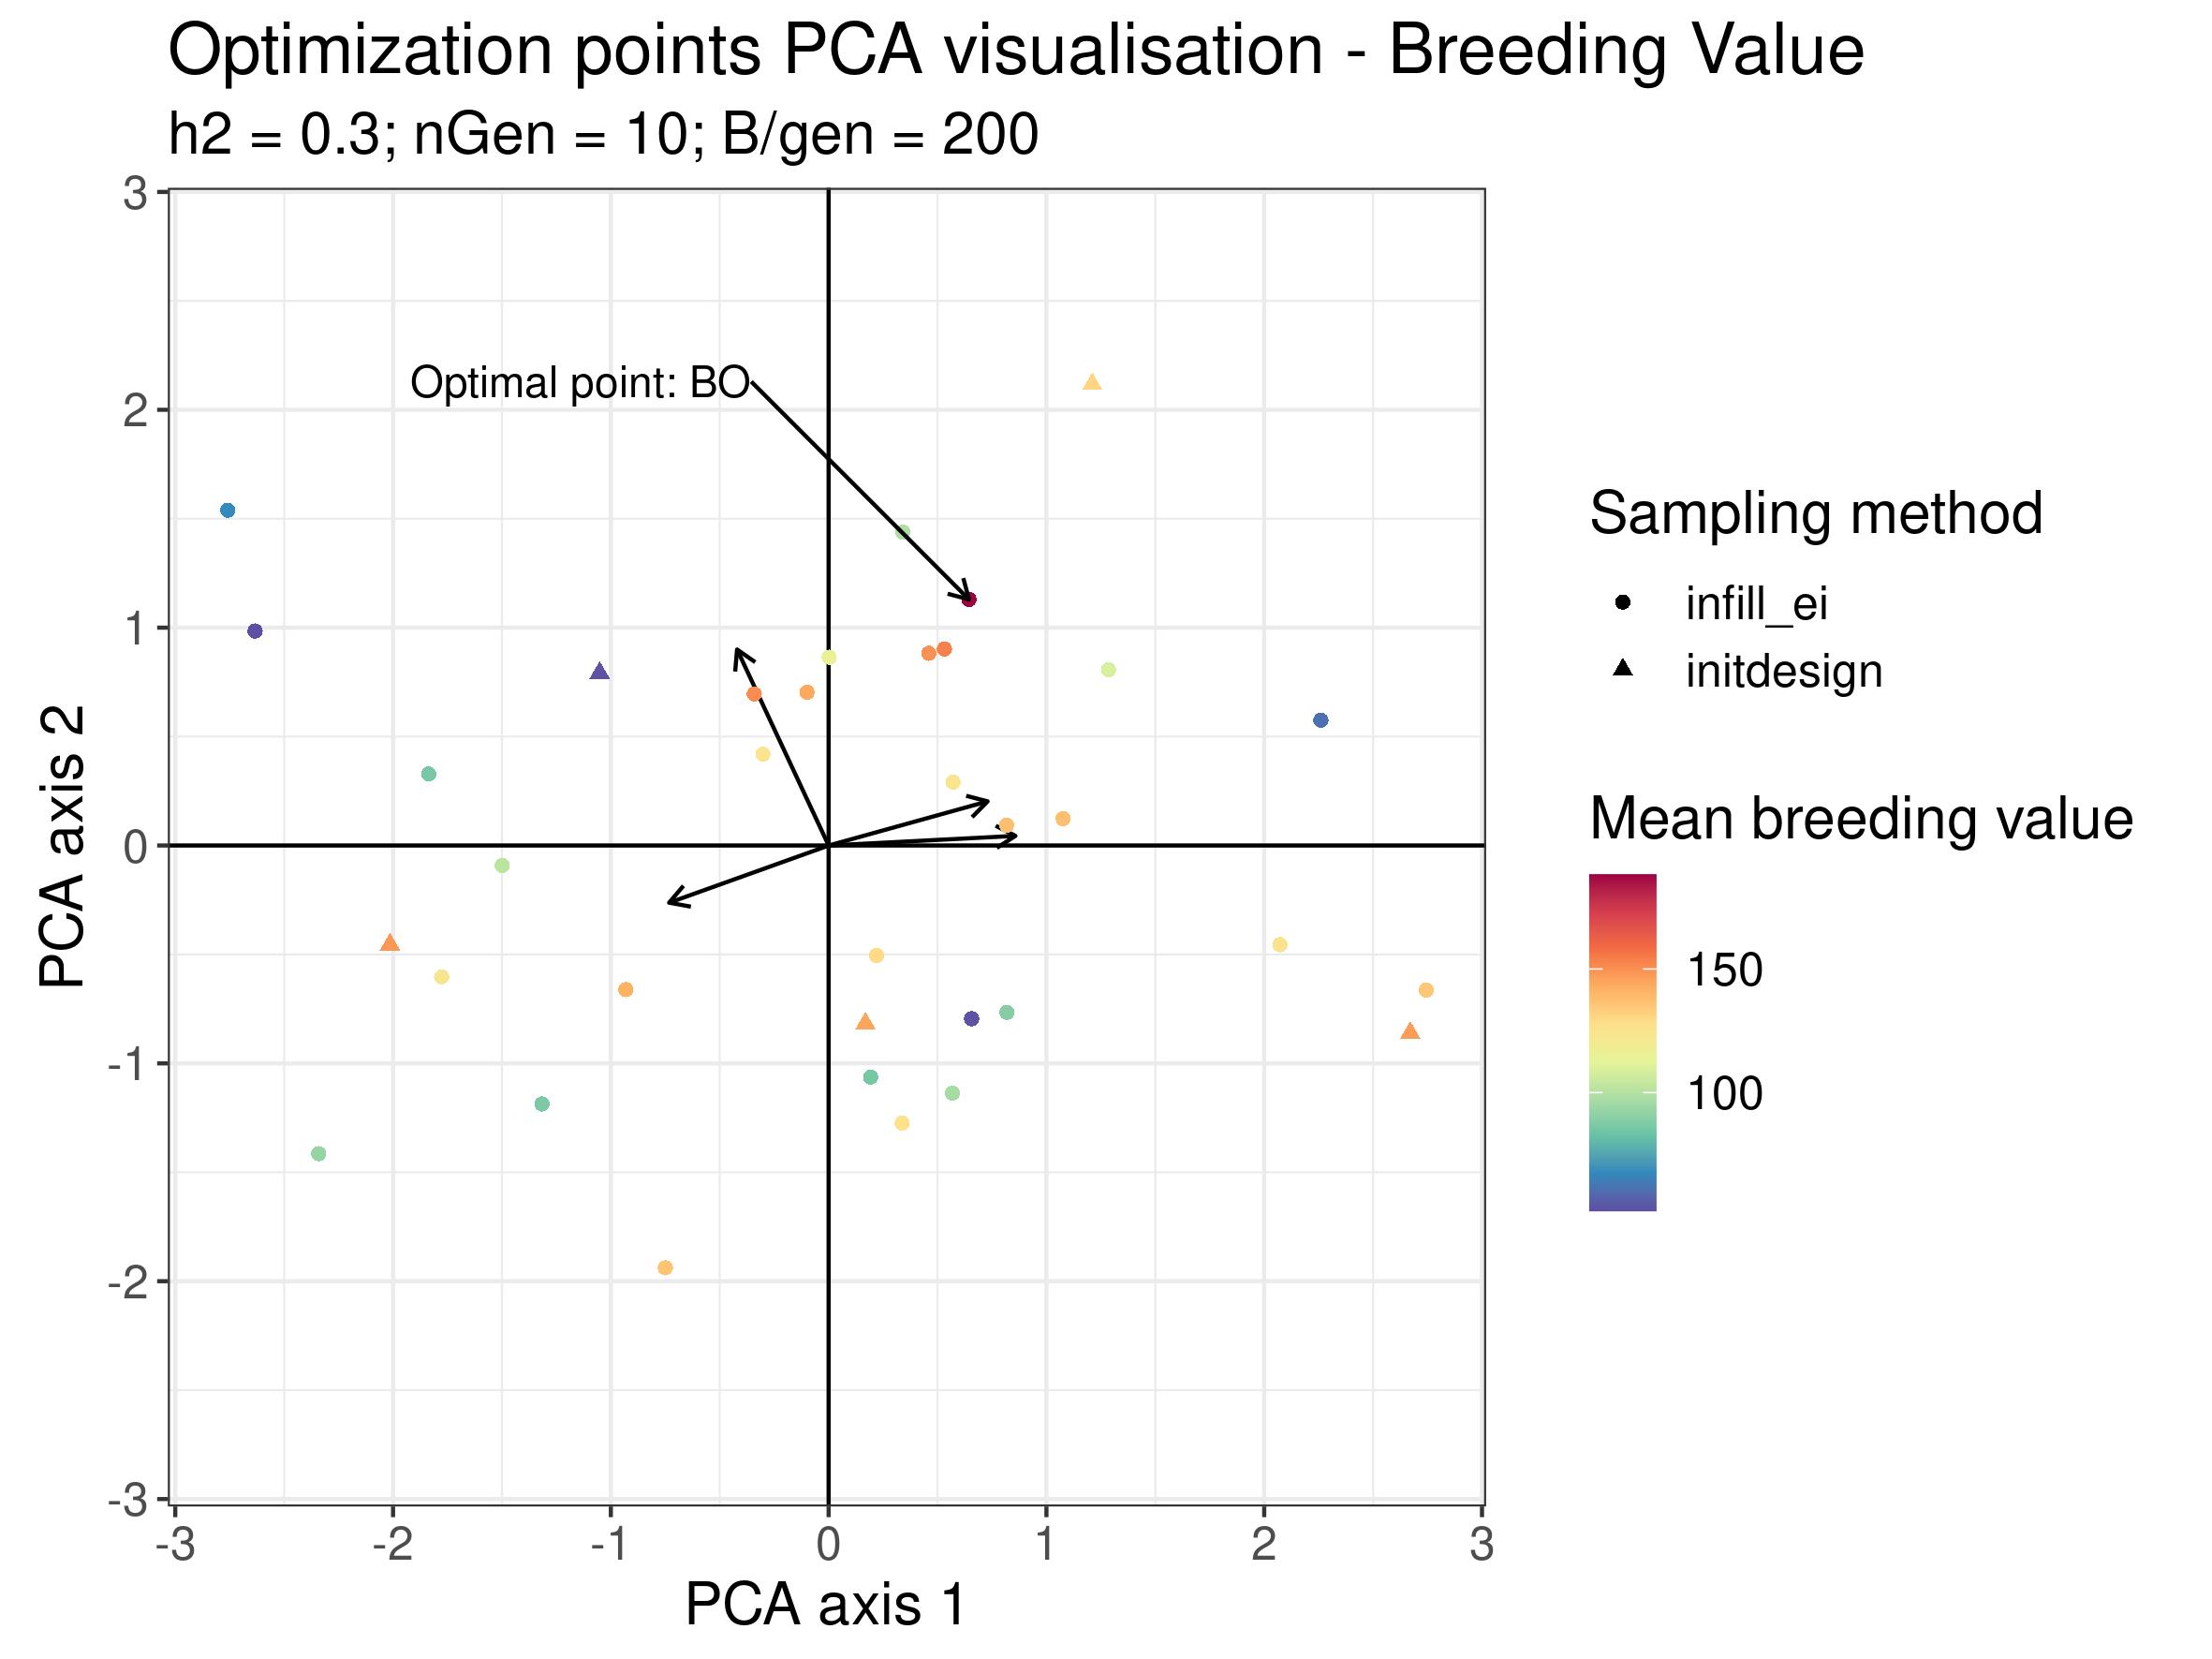 Optimization points PCA visualisation - Breeding Value
h2 = 0.3; nGen = 10; B/gen = 200
3
2
1
0
-1
-2
-3
PCA axis 2
Optimal point: BO
-3 -2 -1 0 1 2 3
PCA axis 1
Sampling method
infill_ei
initdesign
Mean breeding value
150
100